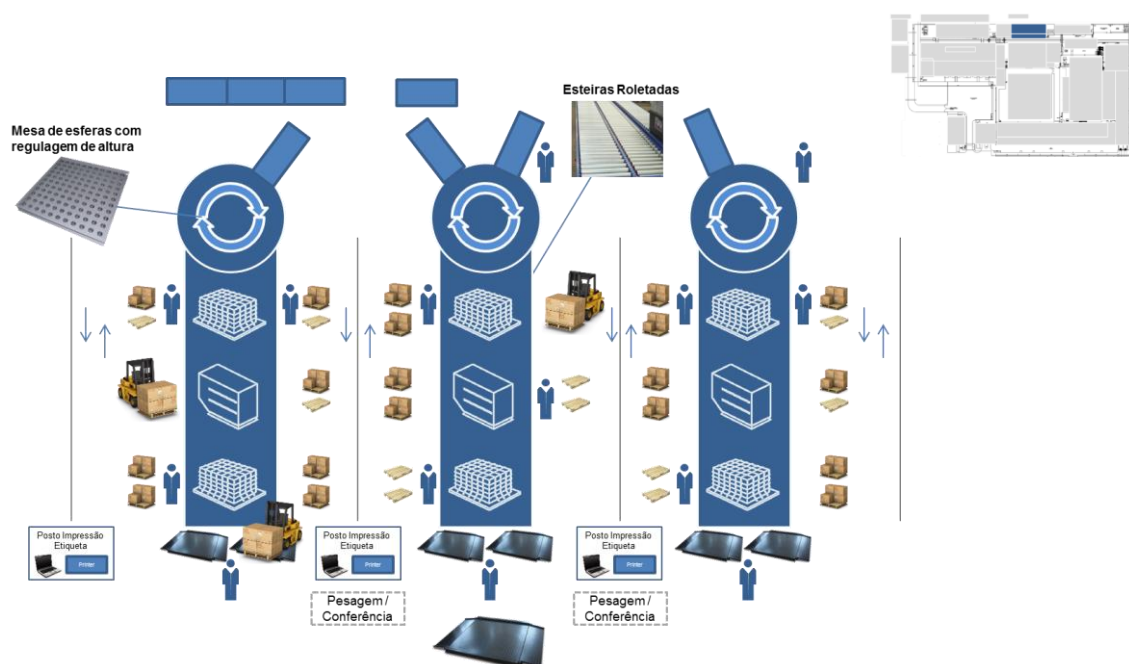 Esteiras Roletadas
Mesa de esferas com
regulagem de altura
Posto Impressão
Etiqueta
Printer
Posto Impressão
Etiqueta
Printer
Posto Impressão
Etiqueta
Printer
Pesagem /
Conferência
Pesagem /
Conferência